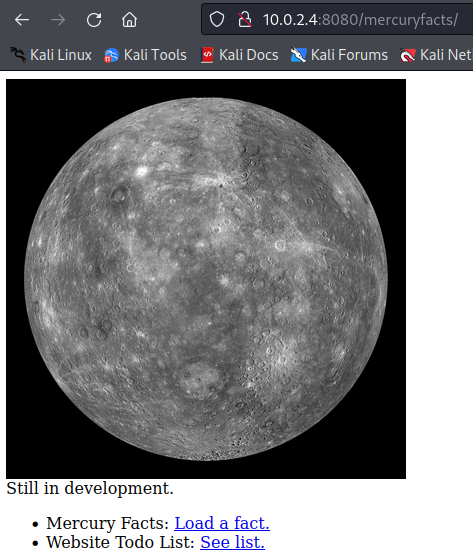 10.0.2.4:8080/mercuryfacts/
Kali Linux Kali Tools Kali Docs Kali Forums Kali Net
Still in development.
Mercury Facts: Load a fact.
Website Todo List: See list.